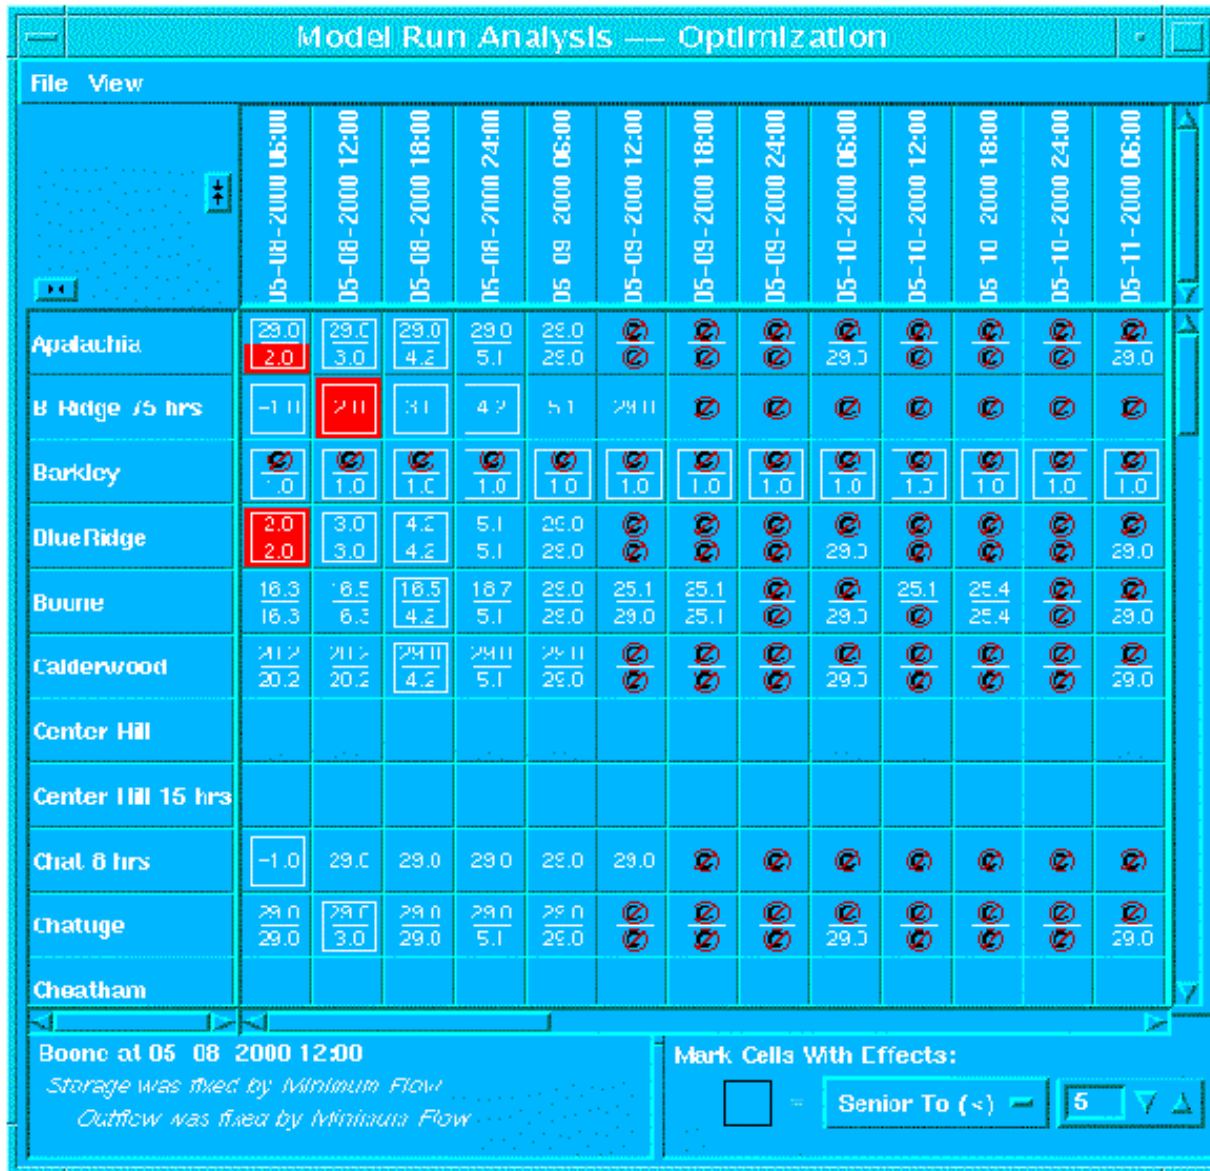 Model Run Analysis -- Optimization
File View
05-08-2000 06:00
05-08-2000 12:00
05-08-2000 18:00
05-08-2000 24:00
05 09 2000 06:00
05-09-2000 12:00
05-09-2000 18:00
05-09-2000 24:00
05-10-2000 06:00
05-10-2000 12:00
05 10 2000 18:00
05-10-2000 24:00
05-11-2000 06:00
Apalachia
29.0 29.0 29.0 29.0 29.0
2.0 3.0 4.2 5.1 29.0 29.0 29.0
B Ridge 75 hrs
-1.0 2.0 3.0 4.2 5.1 29.0
Barkley
1.0 1.0 1.0 1.0 1.0 1.0 1.0 1.0 1.0 1.0 1.0 1.0 1.0
BlueRidge
2.0 3.0 4.2 5.1 29.0
2.0 3.0 4.2 5.1 29.0 29.0 29.0
Boone
16.3 16.5 16.5 18.7 29.0 25.1 25.1 25.1 25.4
16.3 6.3 4.2 5.1 29.0 29.0 25.1 29.0 25.4 29.0
Calderwood
20.2 20.2 29.0 29.0 29.0
20.2 20.2 4.2 5.1 29.0 29.0 29.0
Center Hill
Center Hill 15 hrs
Chat 8 hrs
-1.0 29.0 29.0 29.0 29.0 29.0
Chatuge
29.0 29.0 29.0 29.0 29.0
29.0 3.0 29.0 5.1 29.0 29.0 29.0
Cheatham
Boone at 05 08 2000 12:00
Storage was fixed by Minimum Flow
Outflow was fixed by Minimum Flow
Mark Cells With Effects:
= Senior To (<) 5